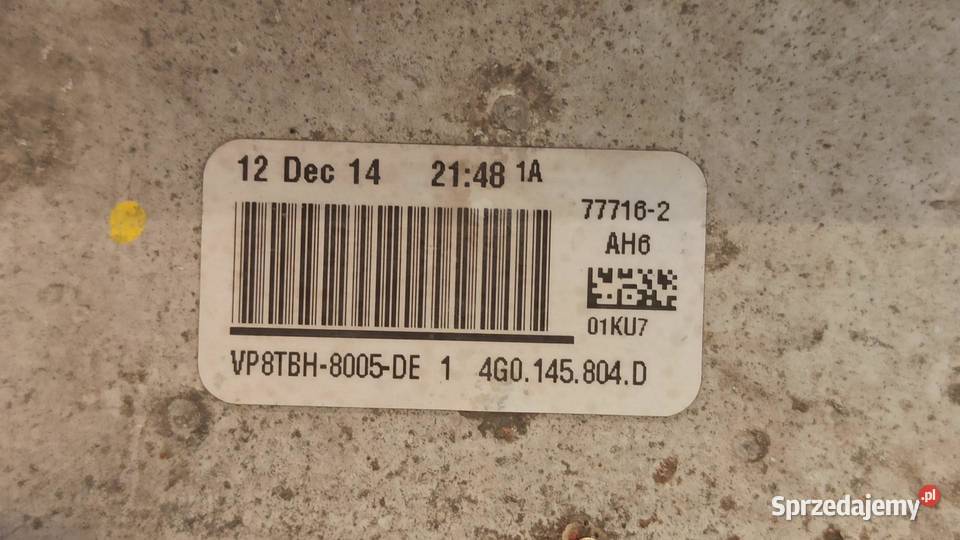 12 Dec 14 21:48 1A
77716-2
AH6
01KU7
VP8TBH-8005-DE 1 4G0.145.804.D
Sprzedajemy.pl